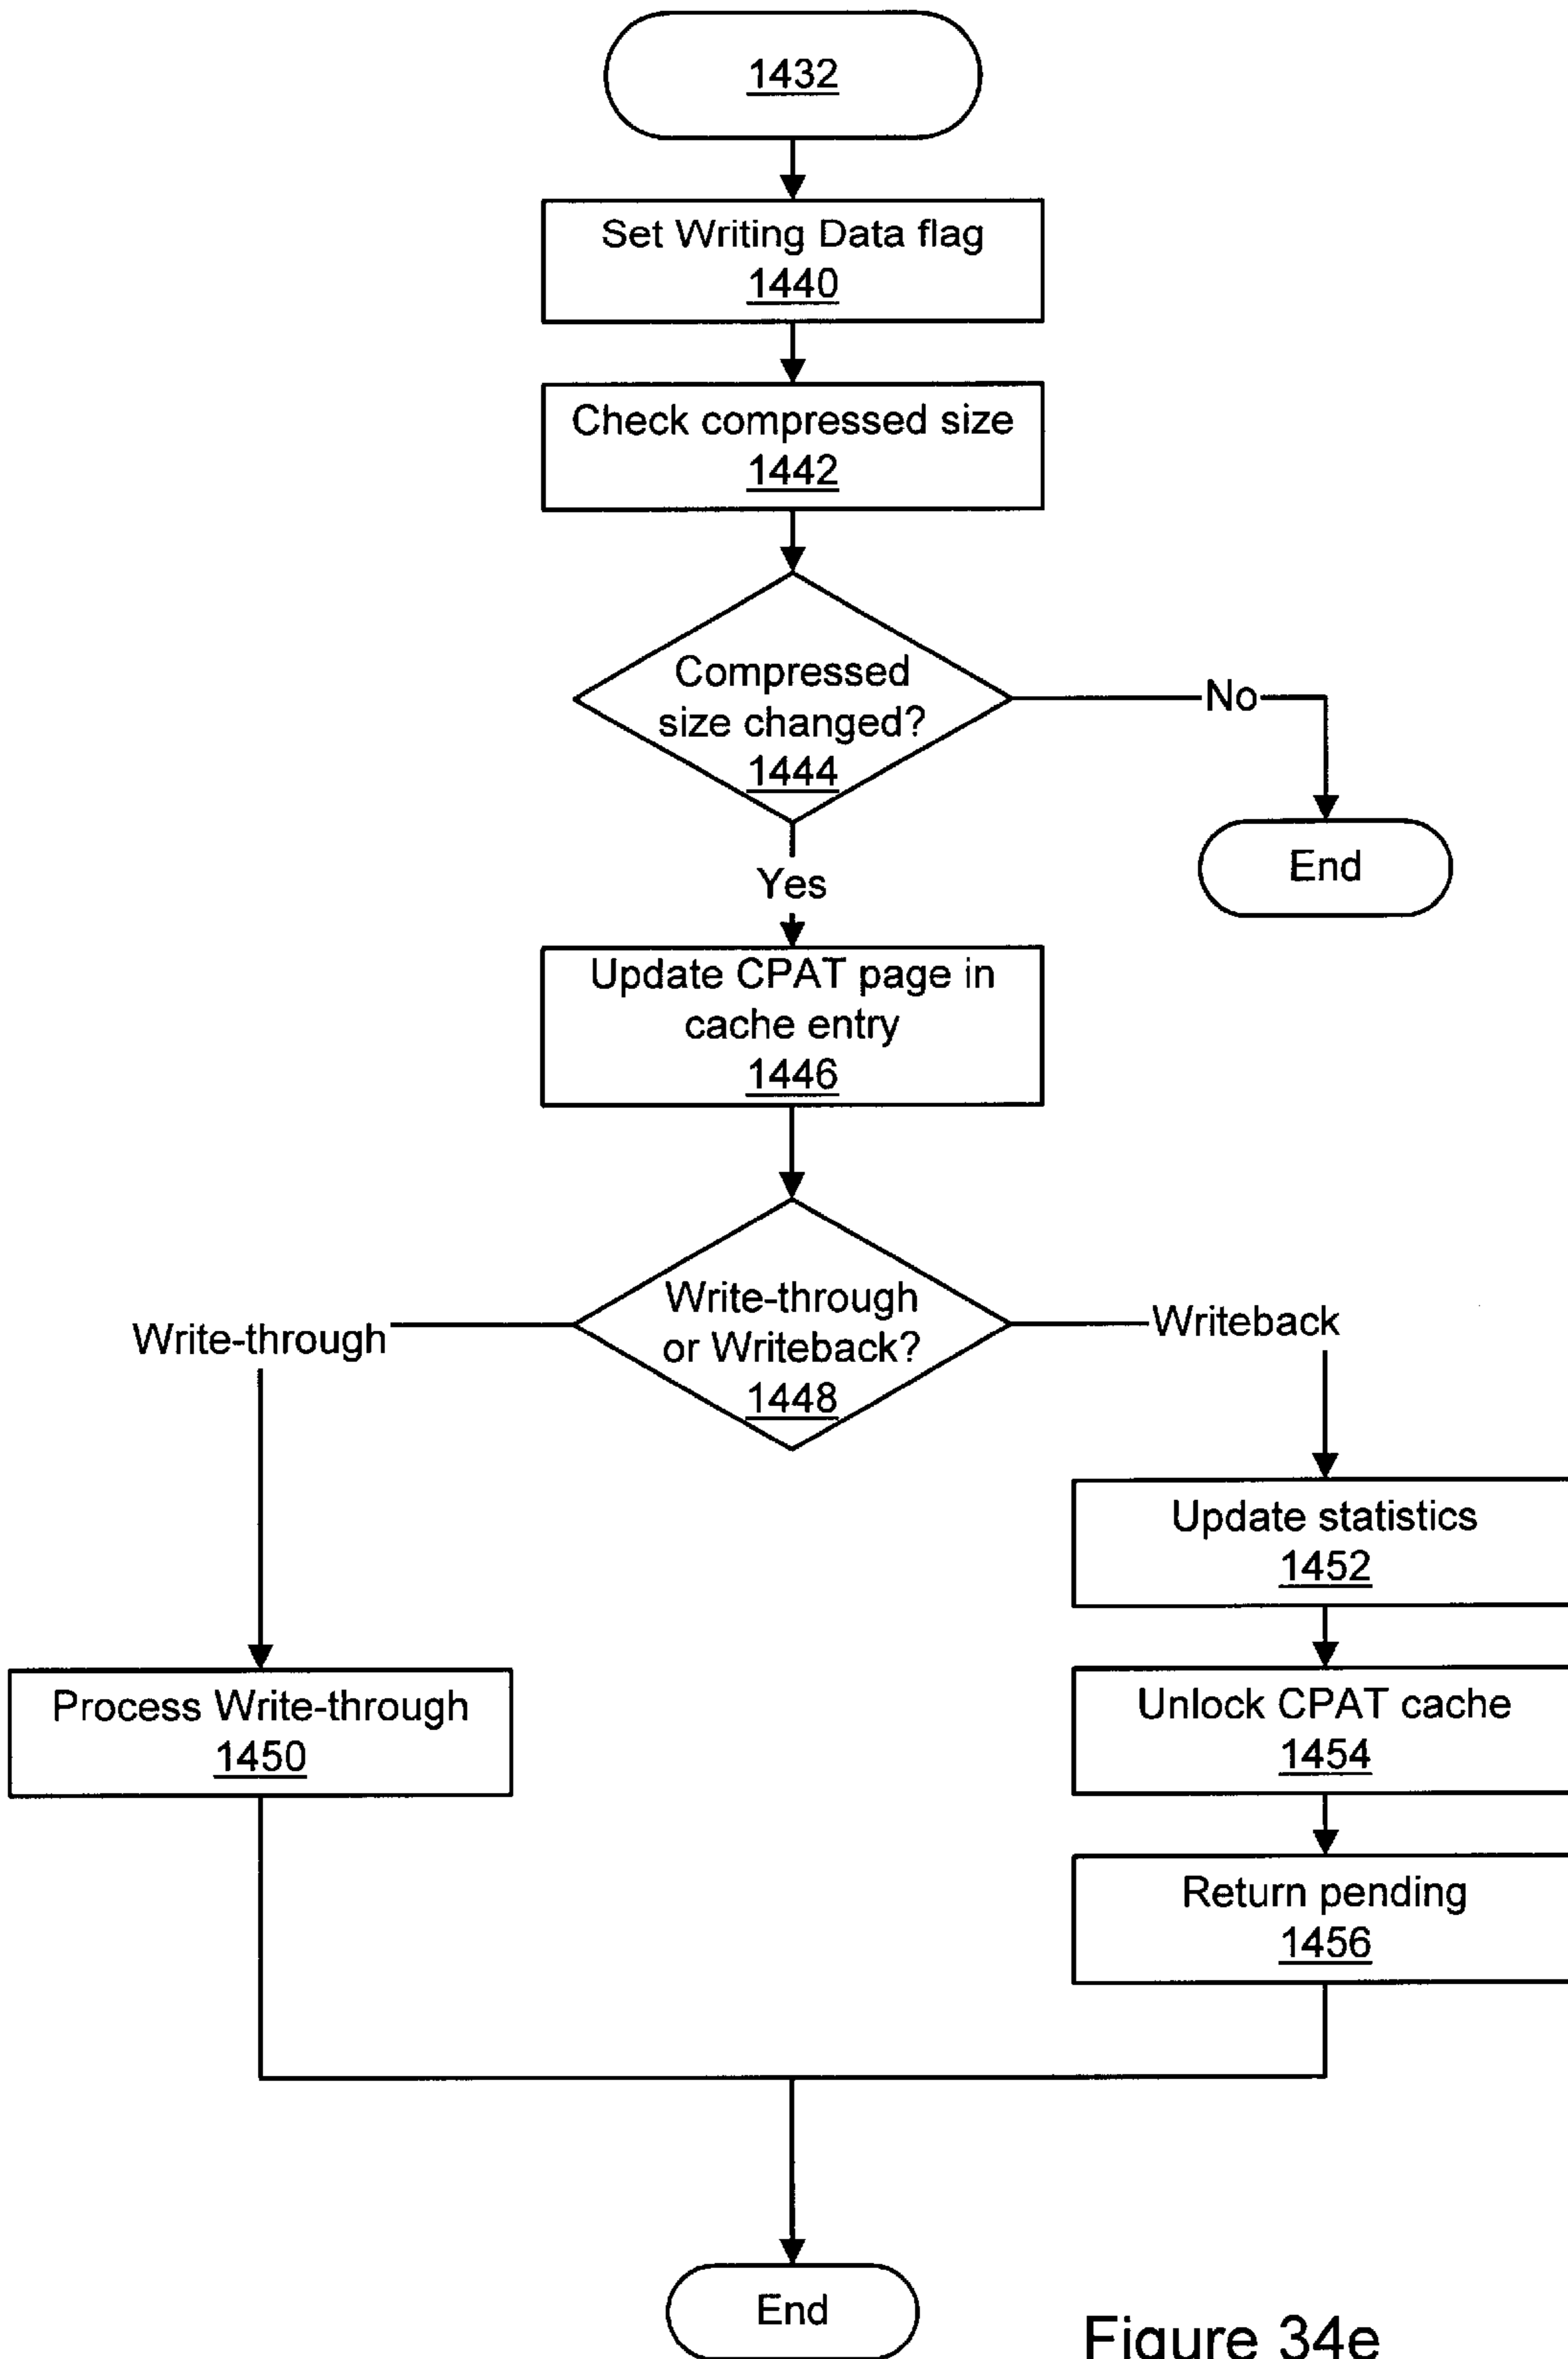 1432
Set Writing Data flag
1440
Check compressed size
1442
Compressed
size changed?
1444
No
End
Yes
Update CPAT page in
cache entry
1446
Write-through
or Writeback?
1448
Write-through
Writeback
Update statistics
1452
Process Write-through
1450
Unlock CPAT cache
1454
Return pending
1456
End
Figure 34e